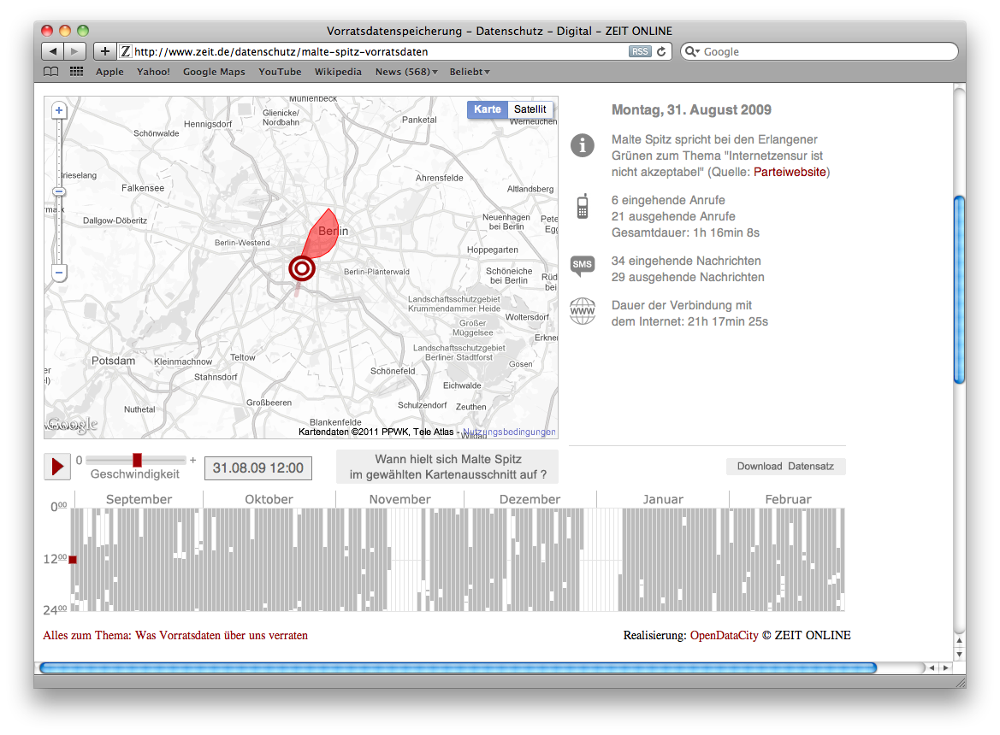 Vorratsdatenspeicherung – Datenschutz – Digital – ZEIT ONLINE
Z http://www.zeit.de/datenschutz/malte-spitz-vorratsdaten RSS Google
Apple Yahoo! Google Maps YouTube Wikipedia News (568) Beliebt
Karte Satellit
Mühlenbeck
Glienicke/
Nordbahn
Hennigsdorf
Schönwalde
Panketal
Werneuchen
Brieselang
Falkensee
Ahrensfelde
Altlandsberg
Dallgow-Döberitz
Neuenhagen
bei Berlin
Berlin
Berlin-Westend
Hoppegarten
Berlin-Plänterwald
Schöneiche
bei Berlin
Landschaftsschutzgebiet
Krummendammer Heide
Woltersdorf
Großer
Müggelsee
Landschaftsschutzgebiet
Berliner Stadtforst
Gosen
Potsdam
Kleinmachnow
Teltow
Stahnsdorf
Schönefeld
Eichwalde
Großbeeren
Schulzendorf
Zeuthen
Nuthetal
Blankenfelde
Google
Kartendaten ©2011 PPWK, Tele Atlas - Nutzungsbedingungen
Montag, 31. August 2009
Malte Spitz spricht bei den Erlangener
Grünen zum Thema "Internetzensur ist
nicht akzeptabel" (Quelle: Parteiwebsite)
6 eingehende Anrufe
21 ausgehende Anrufe
Gesamtdauer: 1h 16min 8s
SMS
34 eingehende Nachrichten
29 ausgehende Nachrichten
WWW
Dauer der Verbindung mit
dem Internet: 21h 17min 25s
0 +
Geschwindigkeit
31.08.09 12:00
Wann hielt sich Malte Spitz
im gewählten Kartenausschnitt auf ?
Download Datensatz
September Oktober November Dezember Januar Februar
0⁰⁰
12⁰⁰
24⁰⁰
Alles zum Thema: Was Vorratsdaten über uns verraten
Realisierung: OpenDataCity © ZEIT ONLINE